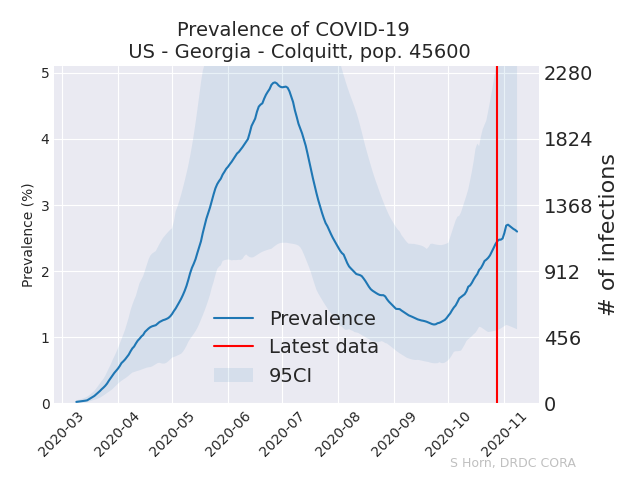 Prevalence of COVID-19
US - Georgia - Colquitt, pop. 45600
Prevalence (%)
5
4
3
2
1
0
2280
1824
1368
912
456
0
# of infections
Prevalence
Latest data
95CI
2020-03
2020-04
2020-05
2020-06
2020-07
2020-08
2020-09
2020-10
2020-11
S Horn, DRDC CORA